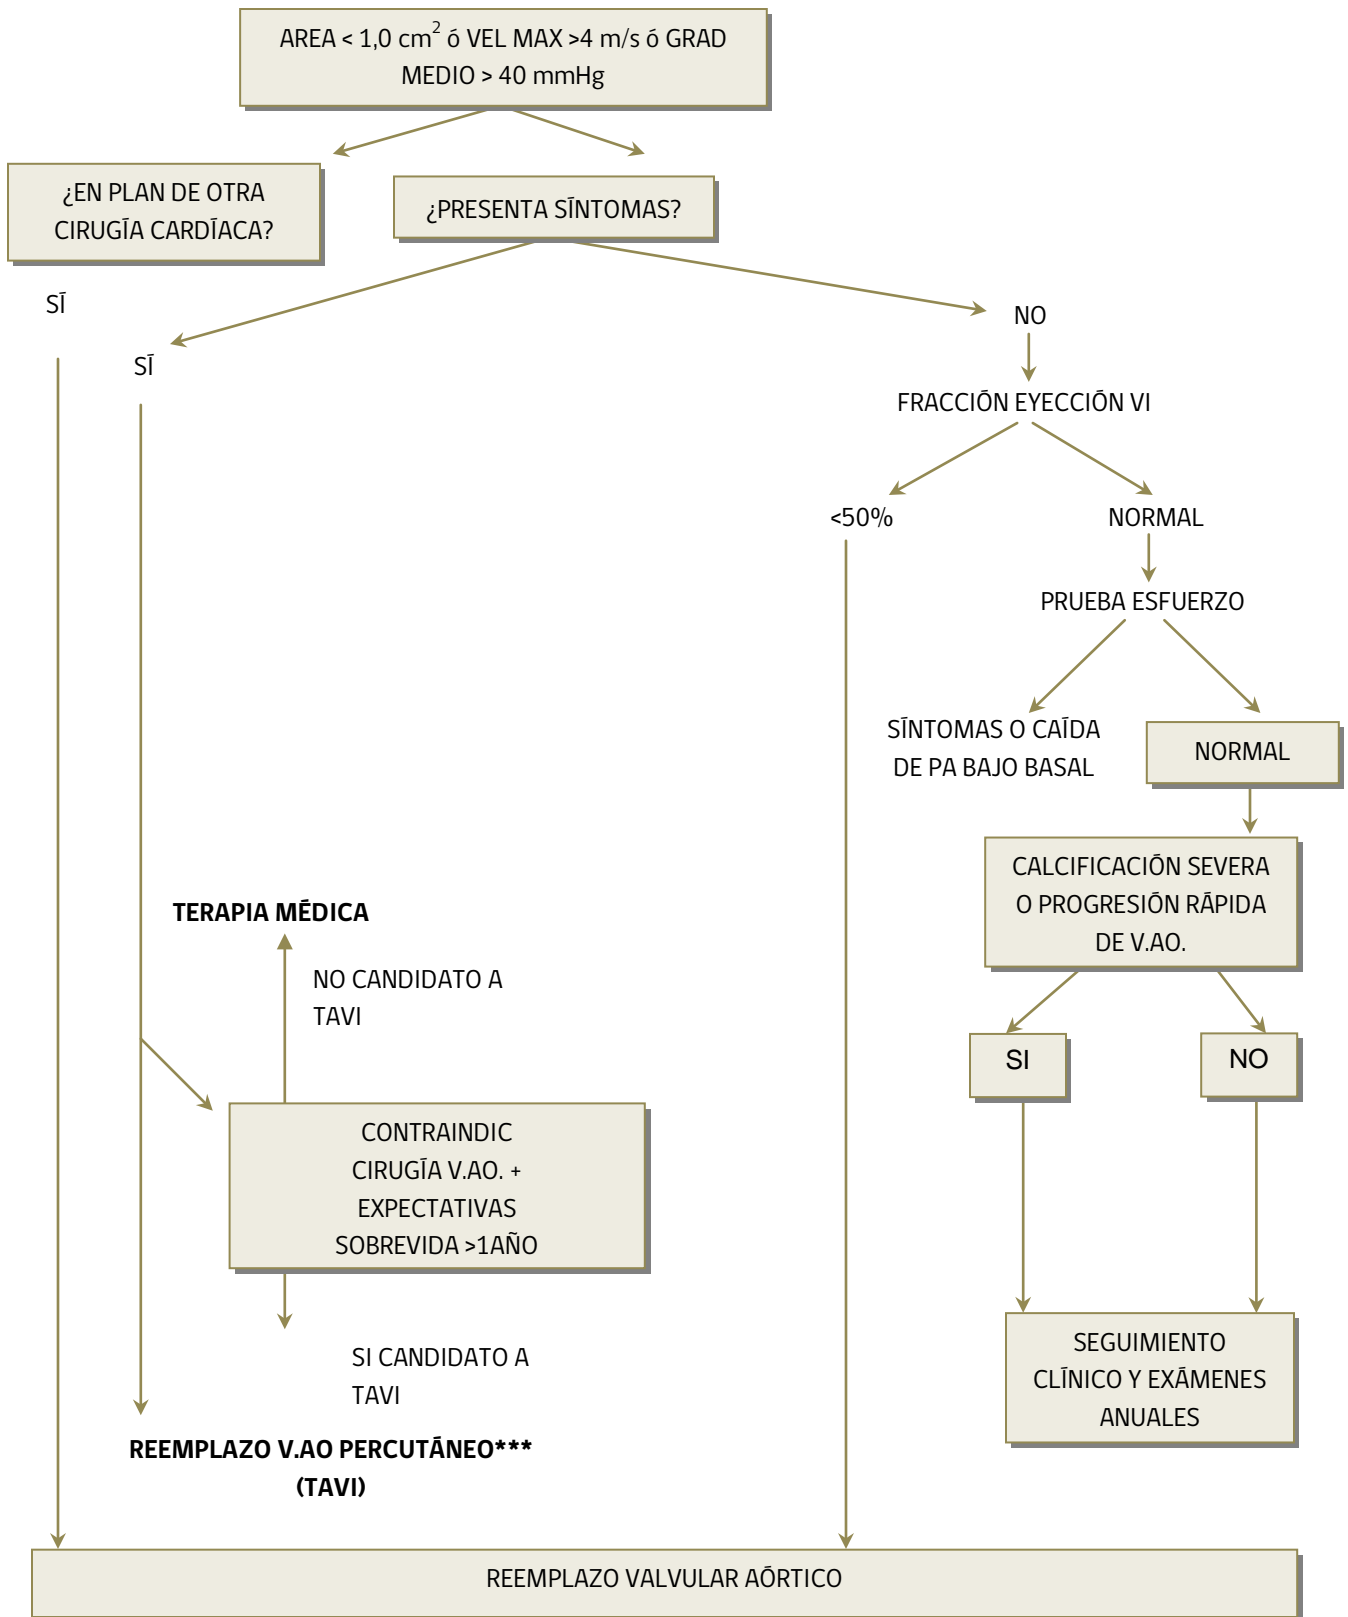 AREA < 1,0 cm² ó VEL MAX >4 m/s ó GRAD
MEDIO > 40 mmHg
¿EN PLAN DE OTRA
CIRUGÍA CARDÍACA?
¿PRESENTA SÍNTOMAS?
SÍ
SÍ
NO
FRACCIÓN EYECCIÓN VI
<50%
NORMAL
PRUEBA ESFUERZO
SÍNTOMAS O CAÍDA
DE PA BAJO BASAL
NORMAL
CALCIFICACIÓN SEVERA
O PROGRESIÓN RÁPIDA
DE V.AO.
TERAPIA MÉDICA
NO CANDIDATO A
TAVI
SI
NO
CONTRAINDIC
CIRUGÍA V.AO. +
EXPECTATIVAS
SOBREVIDA >1AÑO
SI CANDIDATO A
TAVI
SEGUIMIENTO
CLÍNICO Y EXÁMENES
ANUALES
REEMPLAZO V.AO PERCUTÁNEO***
(TAVI)
REEMPLAZO VALVULAR AÓRTICO